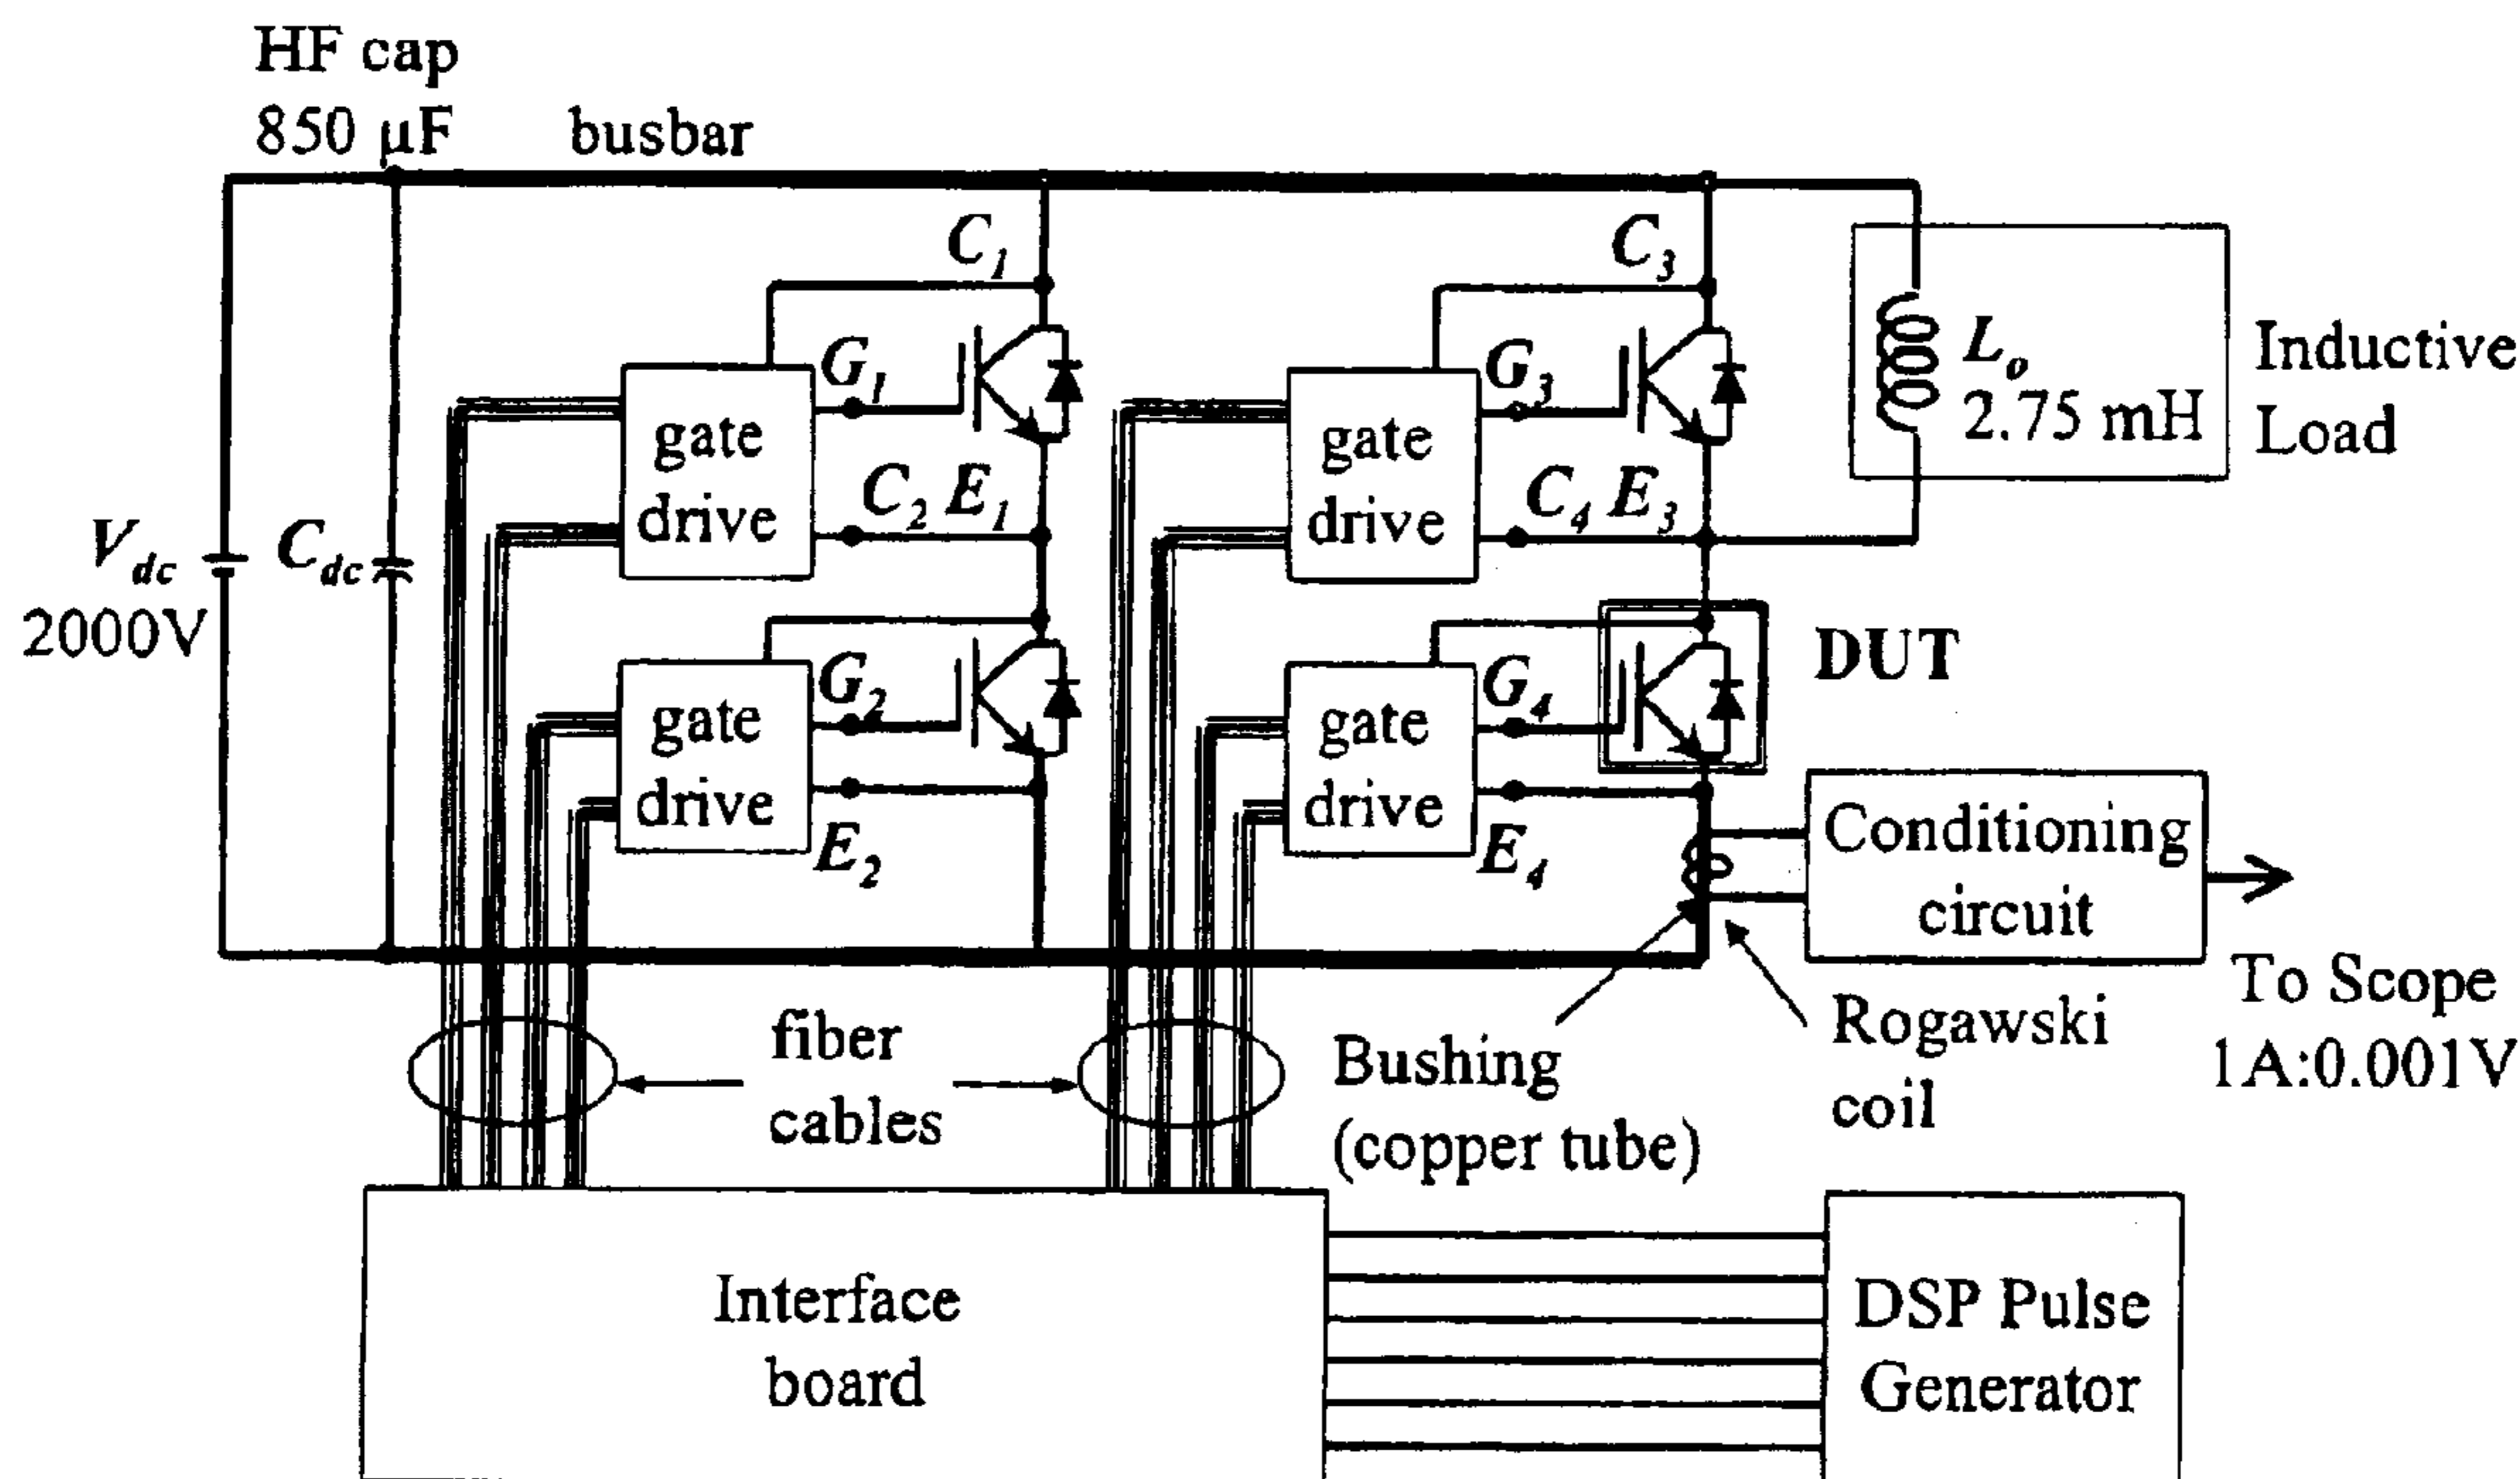 HF cap
850 µF
busbar
C1
C3
G1
G3
Lo
2.75 mH
Inductive
Load
gate
drive
gate
drive
C2 E1
C4 E3
Vdc
2000V
Cdc
DUT
G2
G4
gate
drive
gate
drive
E2
E4
Conditioning
circuit
To Scope
1A:0.001V
fiber
cables
Bushing
(copper tube)
Rogawski
coil
Interface
board
DSP Pulse
Generator